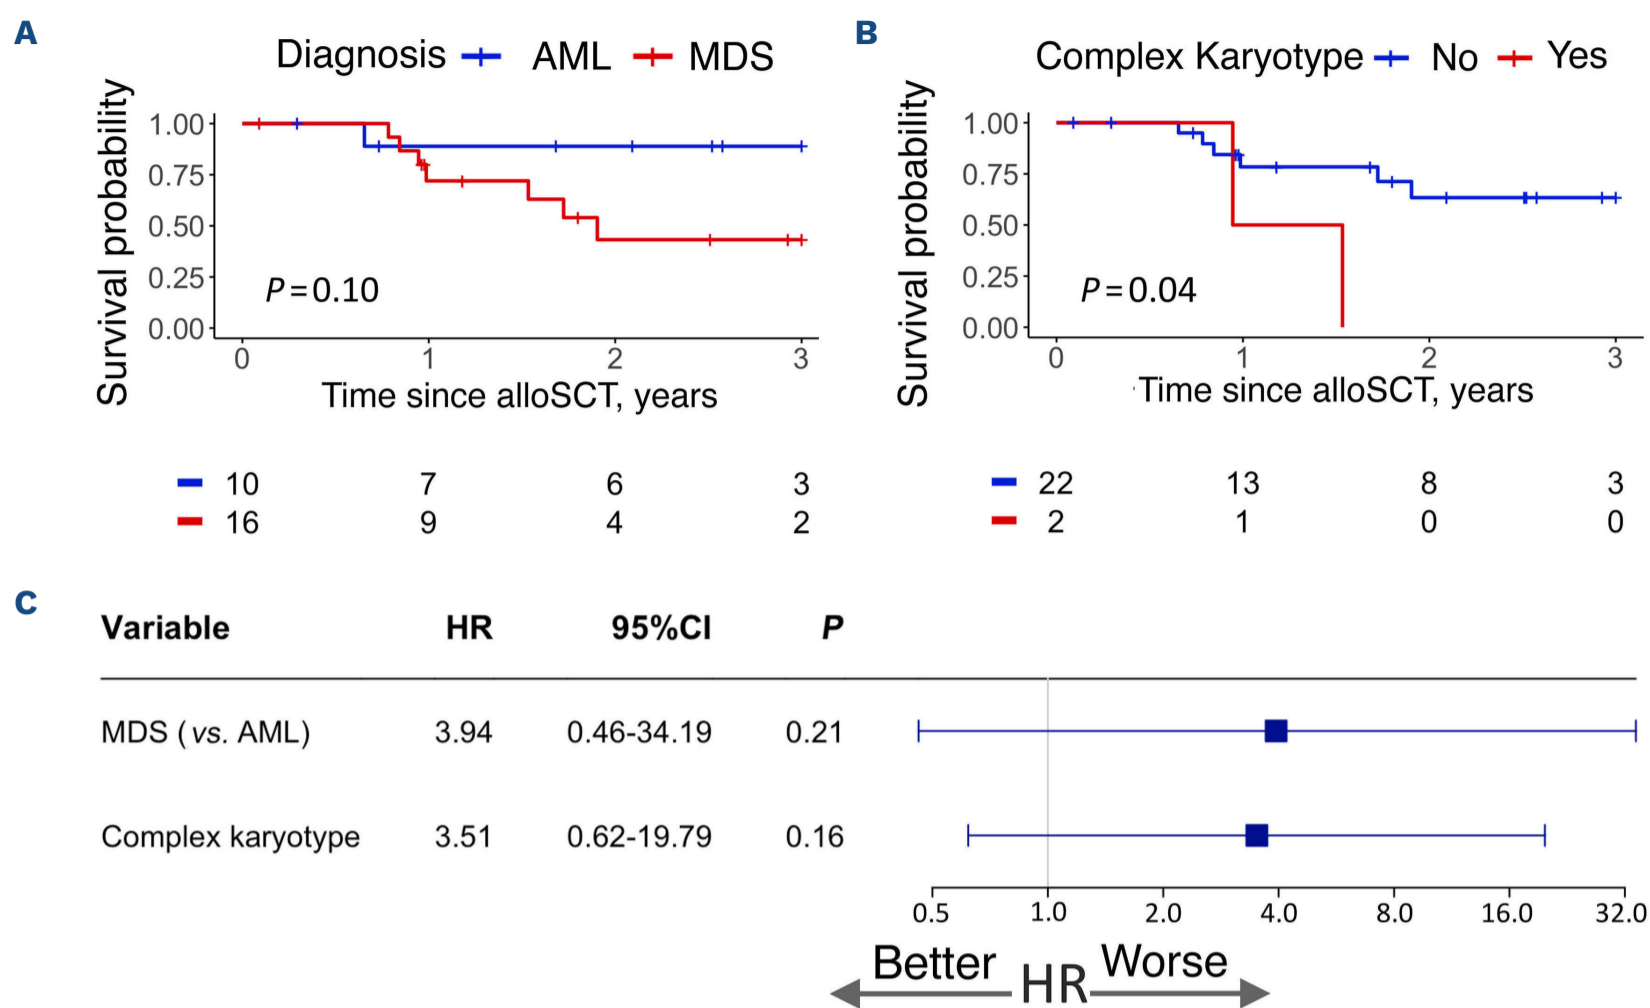 A
Diagnosis AML MDS
Survival probability
1.00
0.75
0.50
0.25
0.00
P=0.10
0 1 2 3
Time since alloSCT, years
10 7 6 3
16 9 4 2
B
Complex Karyotype No Yes
Survival probability
1.00
0.75
0.50
0.25
0.00
P=0.04
0 1 2 3
Time since alloSCT, years
22 13 8 3
2 1 0 0
C
Variable HR 95%CI P
MDS (vs. AML) 3.94 0.46-34.19 0.21
Complex karyotype 3.51 0.62-19.79 0.16
0.5 1.0 2.0 4.0 8.0 16.0 32.0
Better HR Worse